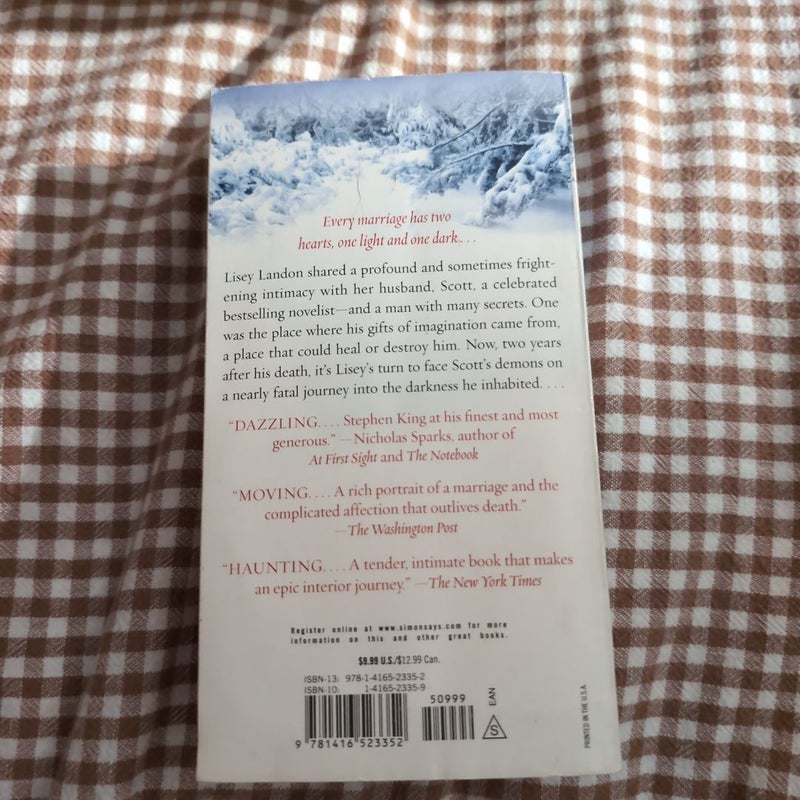 Every marriage has two
hearts, one light and one dark. . . .
Lisey Landon shared a profound and sometimes fright-
ening intimacy with her husband, Scott, a celebrated
bestselling novelist—and a man with many secrets. One
was the place where his gifts of imagination came from,
a place that could heal or destroy him. Now, two years
after his death, it's Lisey's turn to face Scott's demons on
a nearly fatal journey into the darkness he inhabited. . . .
“DAZZLING. . . . Stephen King at his finest and most
generous.” —Nicholas Sparks, author of
At First Sight and The Notebook
“MOVING. . . . A rich portrait of a marriage and the
complicated affection that outlives death.”
—The Washington Post
“HAUNTING. . . . A tender, intimate book that makes
an epic interior journey.” —The New York Times
Register online at www.simonsays.com for more
information on this and other great books.
$9.99 U.S./$12.99 Can.
ISBN-13: 978-1-4165-2335-2
ISBN-10: 1-4165-2335-9
50999
9 781416 523352
S
EAN
PRINTED IN THE U.S.A.